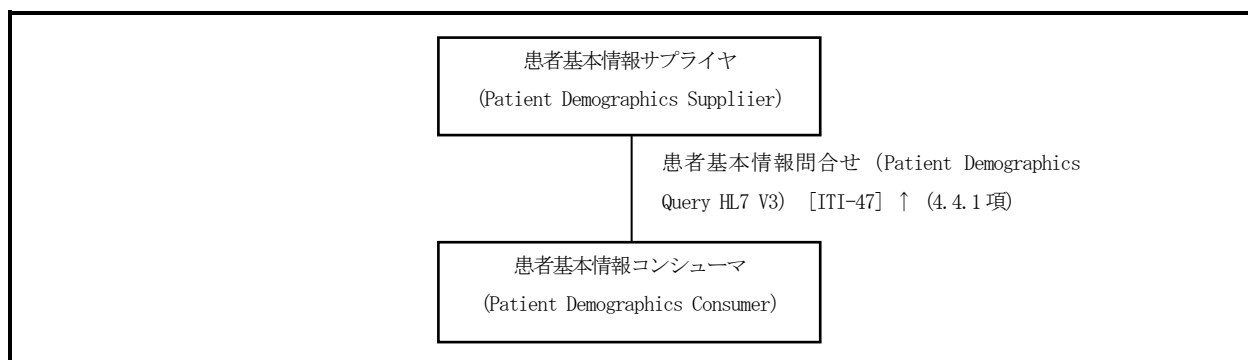 患者基本情報サプライヤ
(Patient Demographics Suppliier)
患者基本情報問合せ (Patient Demographics
Query HL7 V3) [ITI-47] ↑ (4.4.1項)
患者基本情報コンシューマ
(Patient Demographics Consumer)